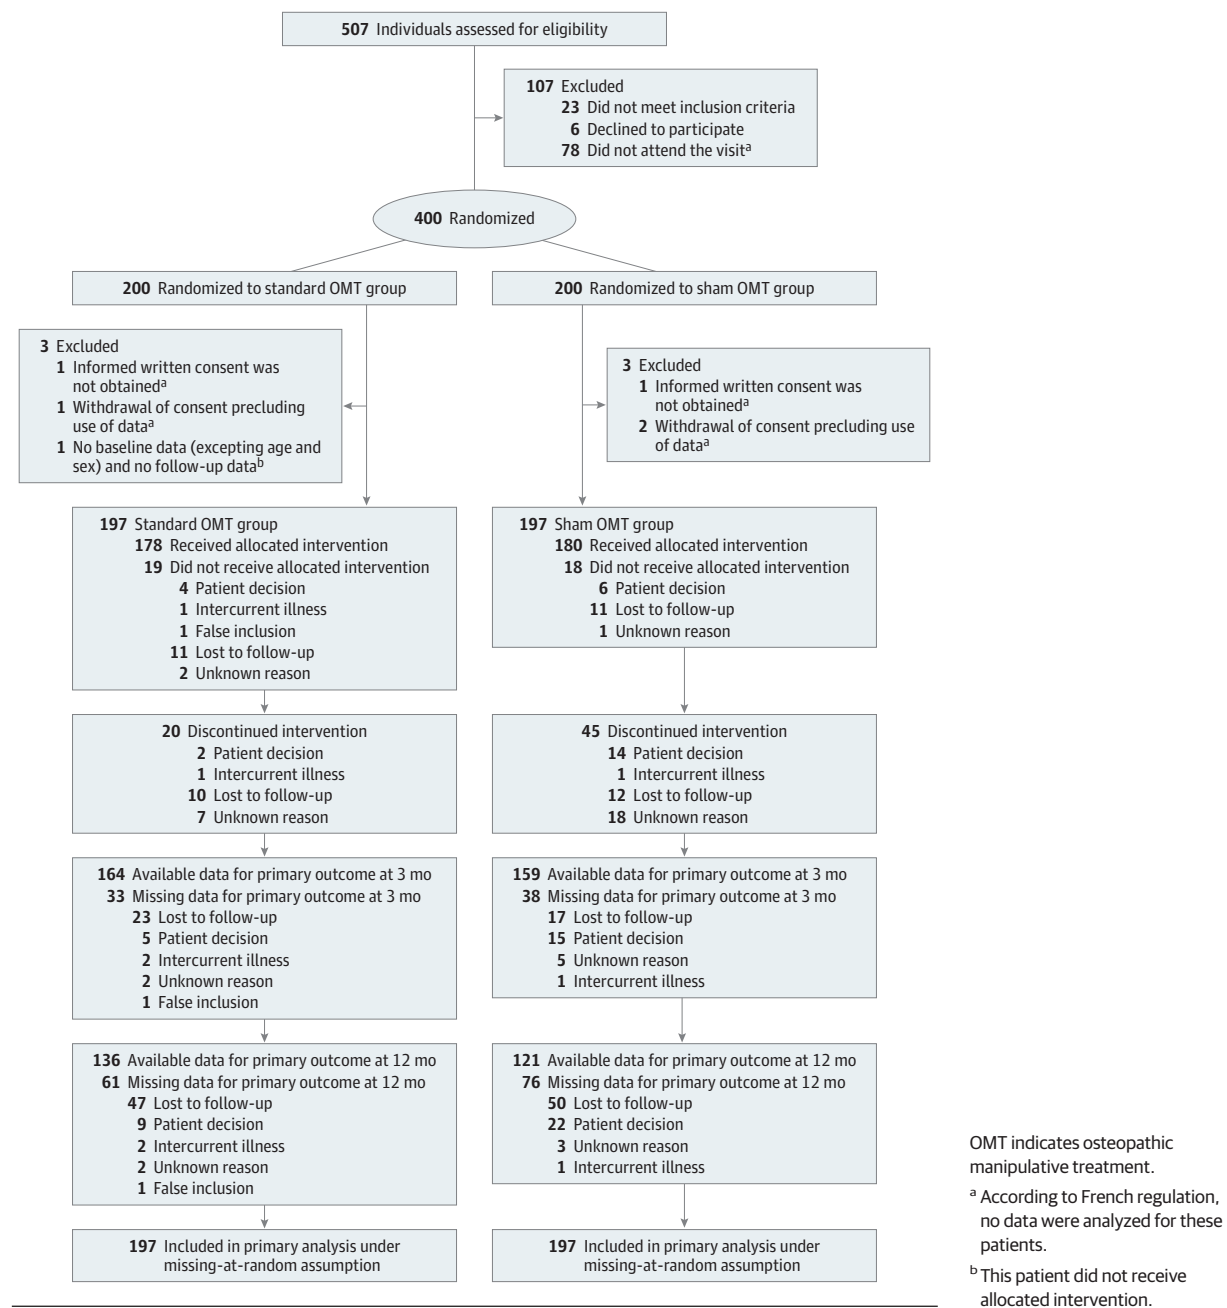 507 Individuals assessed for eligibility
107 Excluded
23 Did not meet inclusion criteria
6 Declined to participate
78 Did not attend the visitᵃ
400 Randomized
200 Randomized to standard OMT group
200 Randomized to sham OMT group
3 Excluded
1 Informed written consent was
not obtainedᵃ
1 Withdrawal of consent precluding
use of dataᵃ
1 No baseline data (excepting age and
sex) and no follow-up dataᵇ
3 Excluded
1 Informed written consent was
not obtainedᵃ
2 Withdrawal of consent precluding use
of dataᵃ
197 Standard OMT group
178 Received allocated intervention
19 Did not receive allocated intervention
4 Patient decision
1 Intercurrent illness
1 False inclusion
11 Lost to follow-up
2 Unknown reason
197 Sham OMT group
180 Received allocated intervention
18 Did not receive allocated intervention
6 Patient decision
11 Lost to follow-up
1 Unknown reason
20 Discontinued intervention
2 Patient decision
1 Intercurrent illness
10 Lost to follow-up
7 Unknown reason
45 Discontinued intervention
14 Patient decision
1 Intercurrent illness
12 Lost to follow-up
18 Unknown reason
164 Available data for primary outcome at 3 mo
33 Missing data for primary outcome at 3 mo
23 Lost to follow-up
5 Patient decision
2 Intercurrent illness
2 Unknown reason
1 False inclusion
159 Available data for primary outcome at 3 mo
38 Missing data for primary outcome at 3 mo
17 Lost to follow-up
15 Patient decision
5 Unknown reason
1 Intercurrent illness
136 Available data for primary outcome at 12 mo
61 Missing data for primary outcome at 12 mo
47 Lost to follow-up
9 Patient decision
2 Intercurrent illness
2 Unknown reason
1 False inclusion
121 Available data for primary outcome at 12 mo
76 Missing data for primary outcome at 12 mo
50 Lost to follow-up
22 Patient decision
3 Unknown reason
1 Intercurrent illness
197 Included in primary analysis under
missing-at-random assumption
197 Included in primary analysis under
missing-at-random assumption
OMT indicates osteopathic
manipulative treatment.
ᵃ According to French regulation,
no data were analyzed for these
patients.
ᵇ This patient did not receive
allocated intervention.